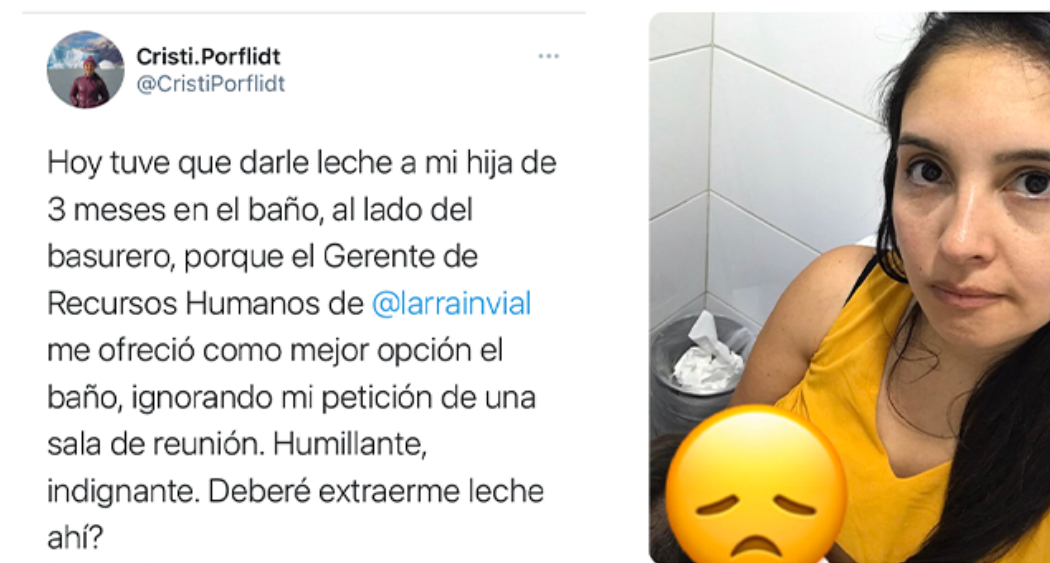 Cristi.Porflidt
@CristiPorflidt
Hoy tuve que darle leche a mi hija de
3 meses en el baño, al lado del
basurero, porque el Gerente de
Recursos Humanos de @larrainvial
me ofreció como mejor opción el
baño, ignorando mi petición de una
sala de reunión. Humillante,
indignante. Deberé extraerme leche
ahí?